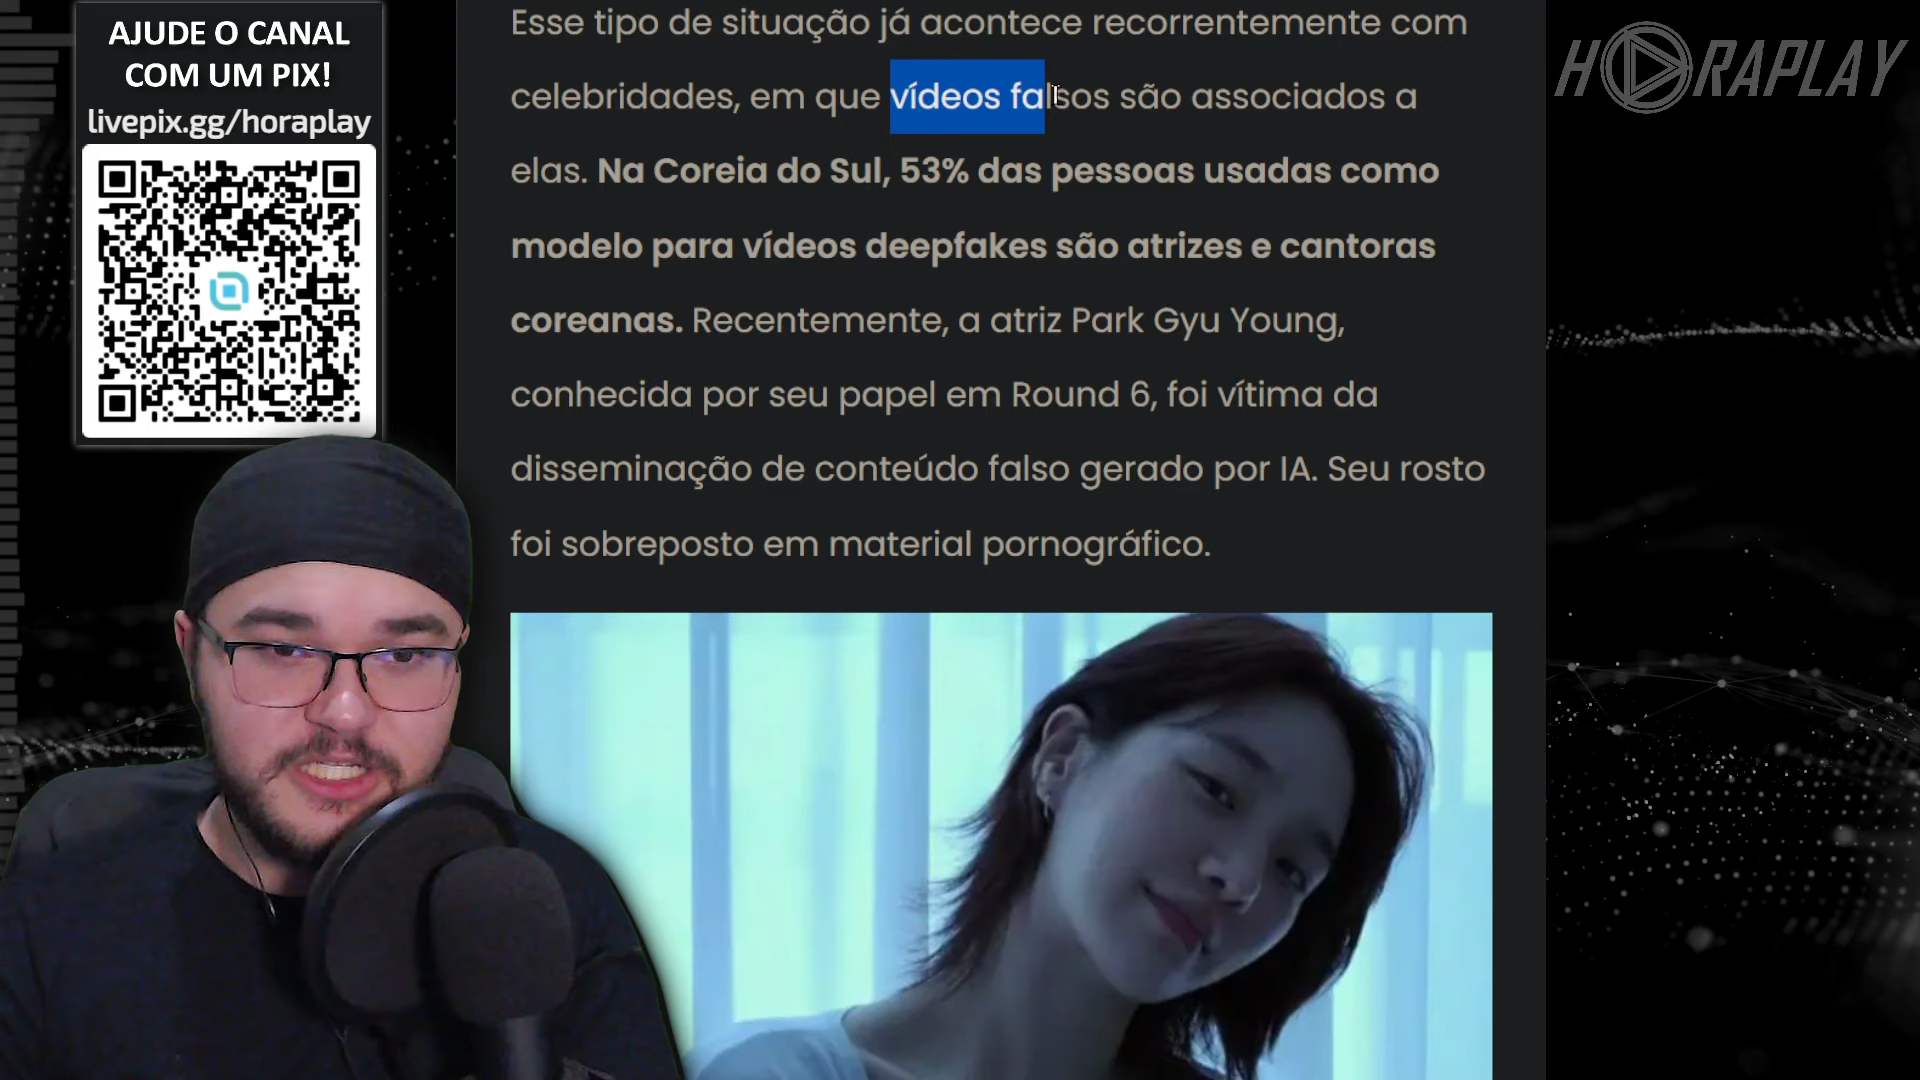 AJUDE O CANAL
COM UM PIX!
livepix.gg/horaplay
HORAPLAY
Esse tipo de situação já acontece recorrentemente com
celebridades, em que vídeos falsos são associados a
elas. Na Coreia do Sul, 53% das pessoas usadas como
modelo para vídeos deepfakes são atrizes e cantoras
coreanas. Recentemente, a atriz Park Gyu Young,
conhecida por seu papel em Round 6, foi vítima da
disseminação de conteúdo falso gerado por IA. Seu rosto
foi sobreposto em material pornográfico.